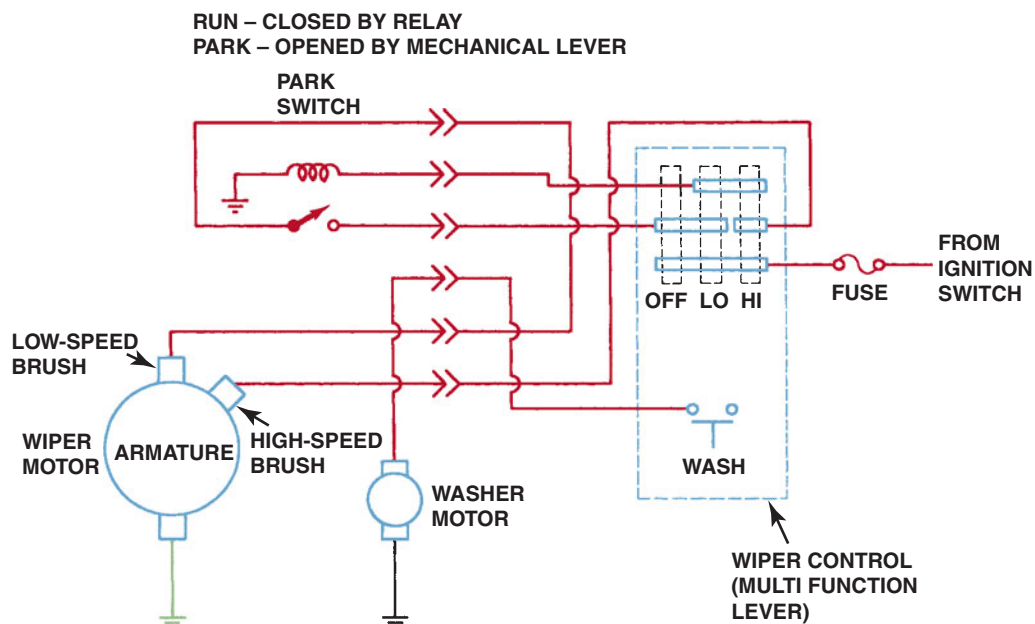 RUN – CLOSED BY RELAY
PARK – OPENED BY MECHANICAL LEVER
PARK
SWITCH
FROM
IGNITION
SWITCH
OFF LO HI
FUSE
LOW-SPEED
BRUSH
WIPER
MOTOR
ARMATURE
HIGH-SPEED
BRUSH
WASHER
MOTOR
WASH
WIPER CONTROL
(MULTI FUNCTION
LEVER)